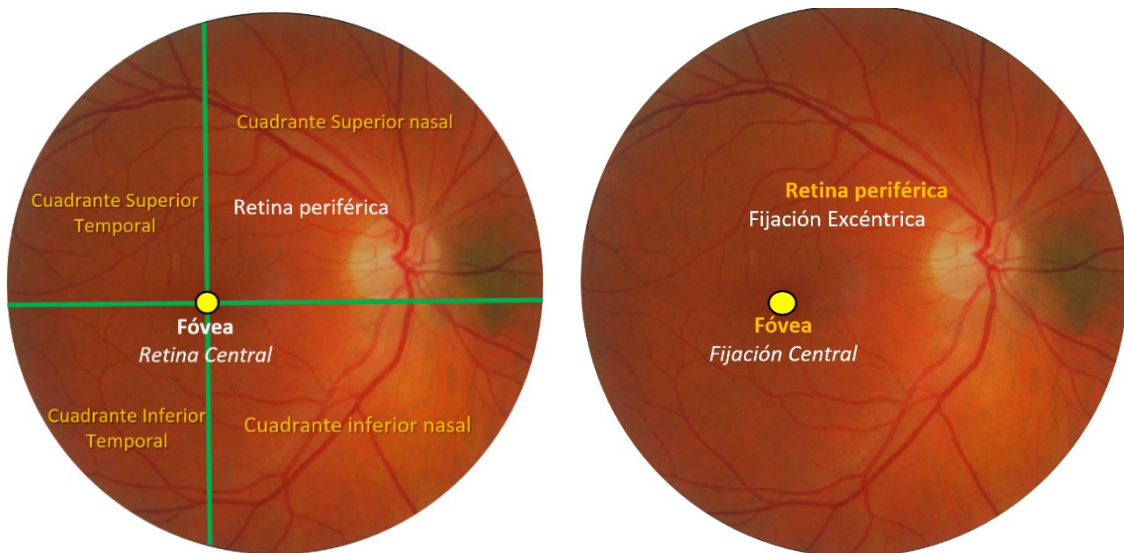 Cuadrante Superior nasal
Cuadrante Superior
Temporal
Retina periférica
Fóvea
Retina Central
Cuadrante Inferior
Temporal
Cuadrante inferior nasal
Retina periférica
Fijación Excéntrica
Fóvea
Fijación Central